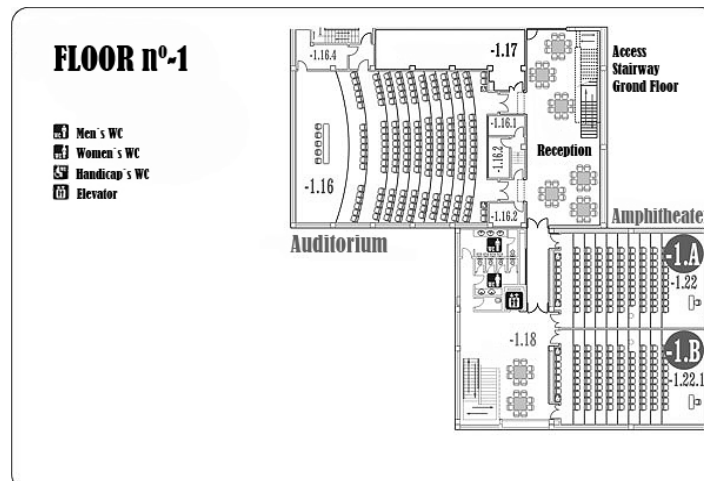 FLOOR nº-1
Men´s WC
Women´s WC
Handicap´s WC
Elevator
-1.16.4
-1.17
Access
Stairway
Grond Floor
-1.16.1
-1.16.2
Reception
-1.16
-1.16.2
Auditorium
Amphitheater
-1.A
-1.22
-1.18
-1.B
-1.22.1